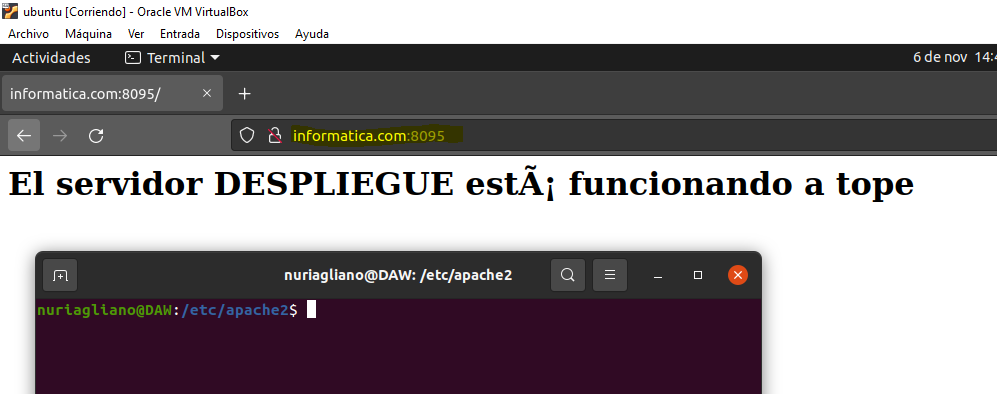 ubuntu [Corriendo] - Oracle VM VirtualBox
Archivo Máquina Ver Entrada Dispositivos Ayuda
Actividades Terminal 6 de nov 14:4
informatica.com:8095/
informatica.com:8095
El servidor DESPLIEGUE estÃ¡ funcionando a tope
nuriagliano@DAW: /etc/apache2
nuriagliano@DAW:/etc/apache2$